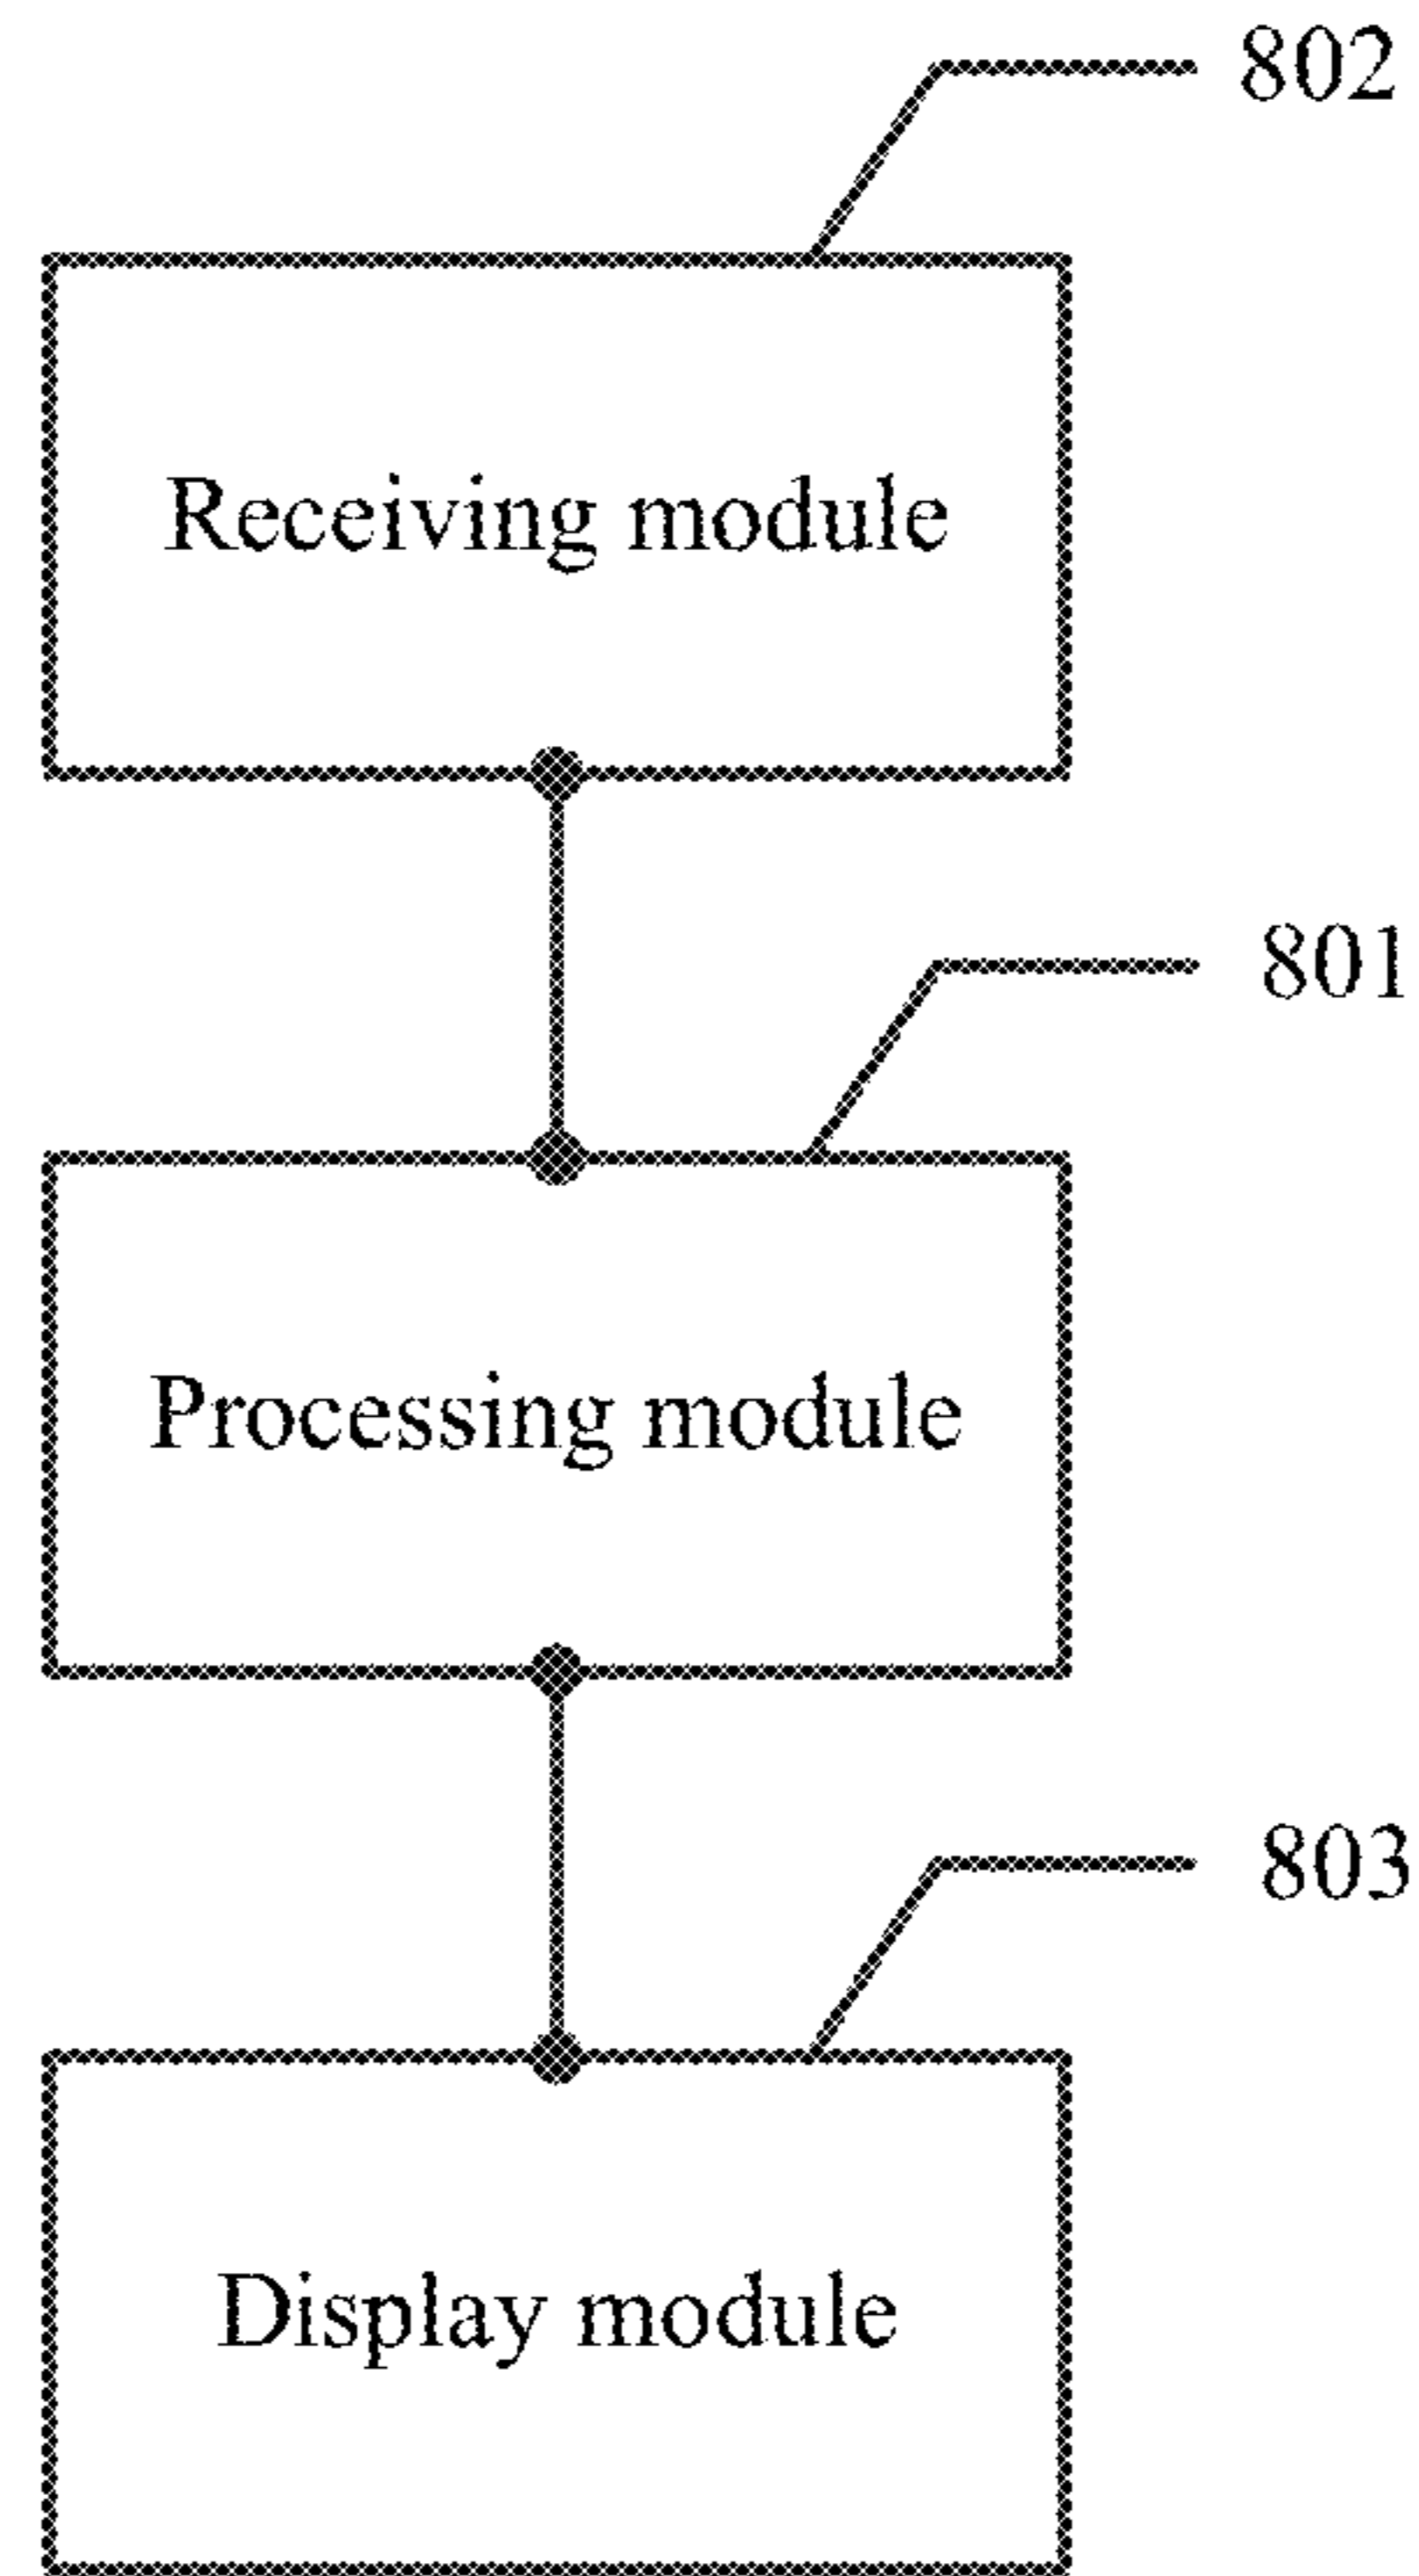 802
Receiving module
801
Processing module
803
Display module